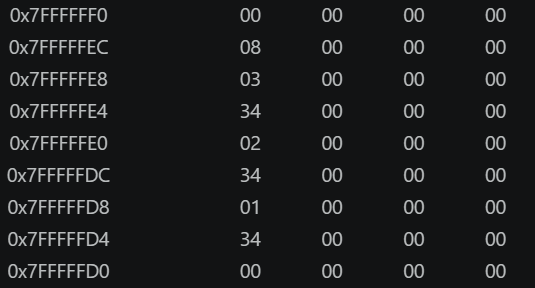 0x7FFFFFF0 00 00 00 00
0x7FFFFFEC 08 00 00 00
0x7FFFFFE8 03 00 00 00
0x7FFFFFE4 34 00 00 00
0x7FFFFFE0 02 00 00 00
0x7FFFFFDC 34 00 00 00
0x7FFFFFD8 01 00 00 00
0x7FFFFFD4 34 00 00 00
0x7FFFFFD0 00 00 00 00